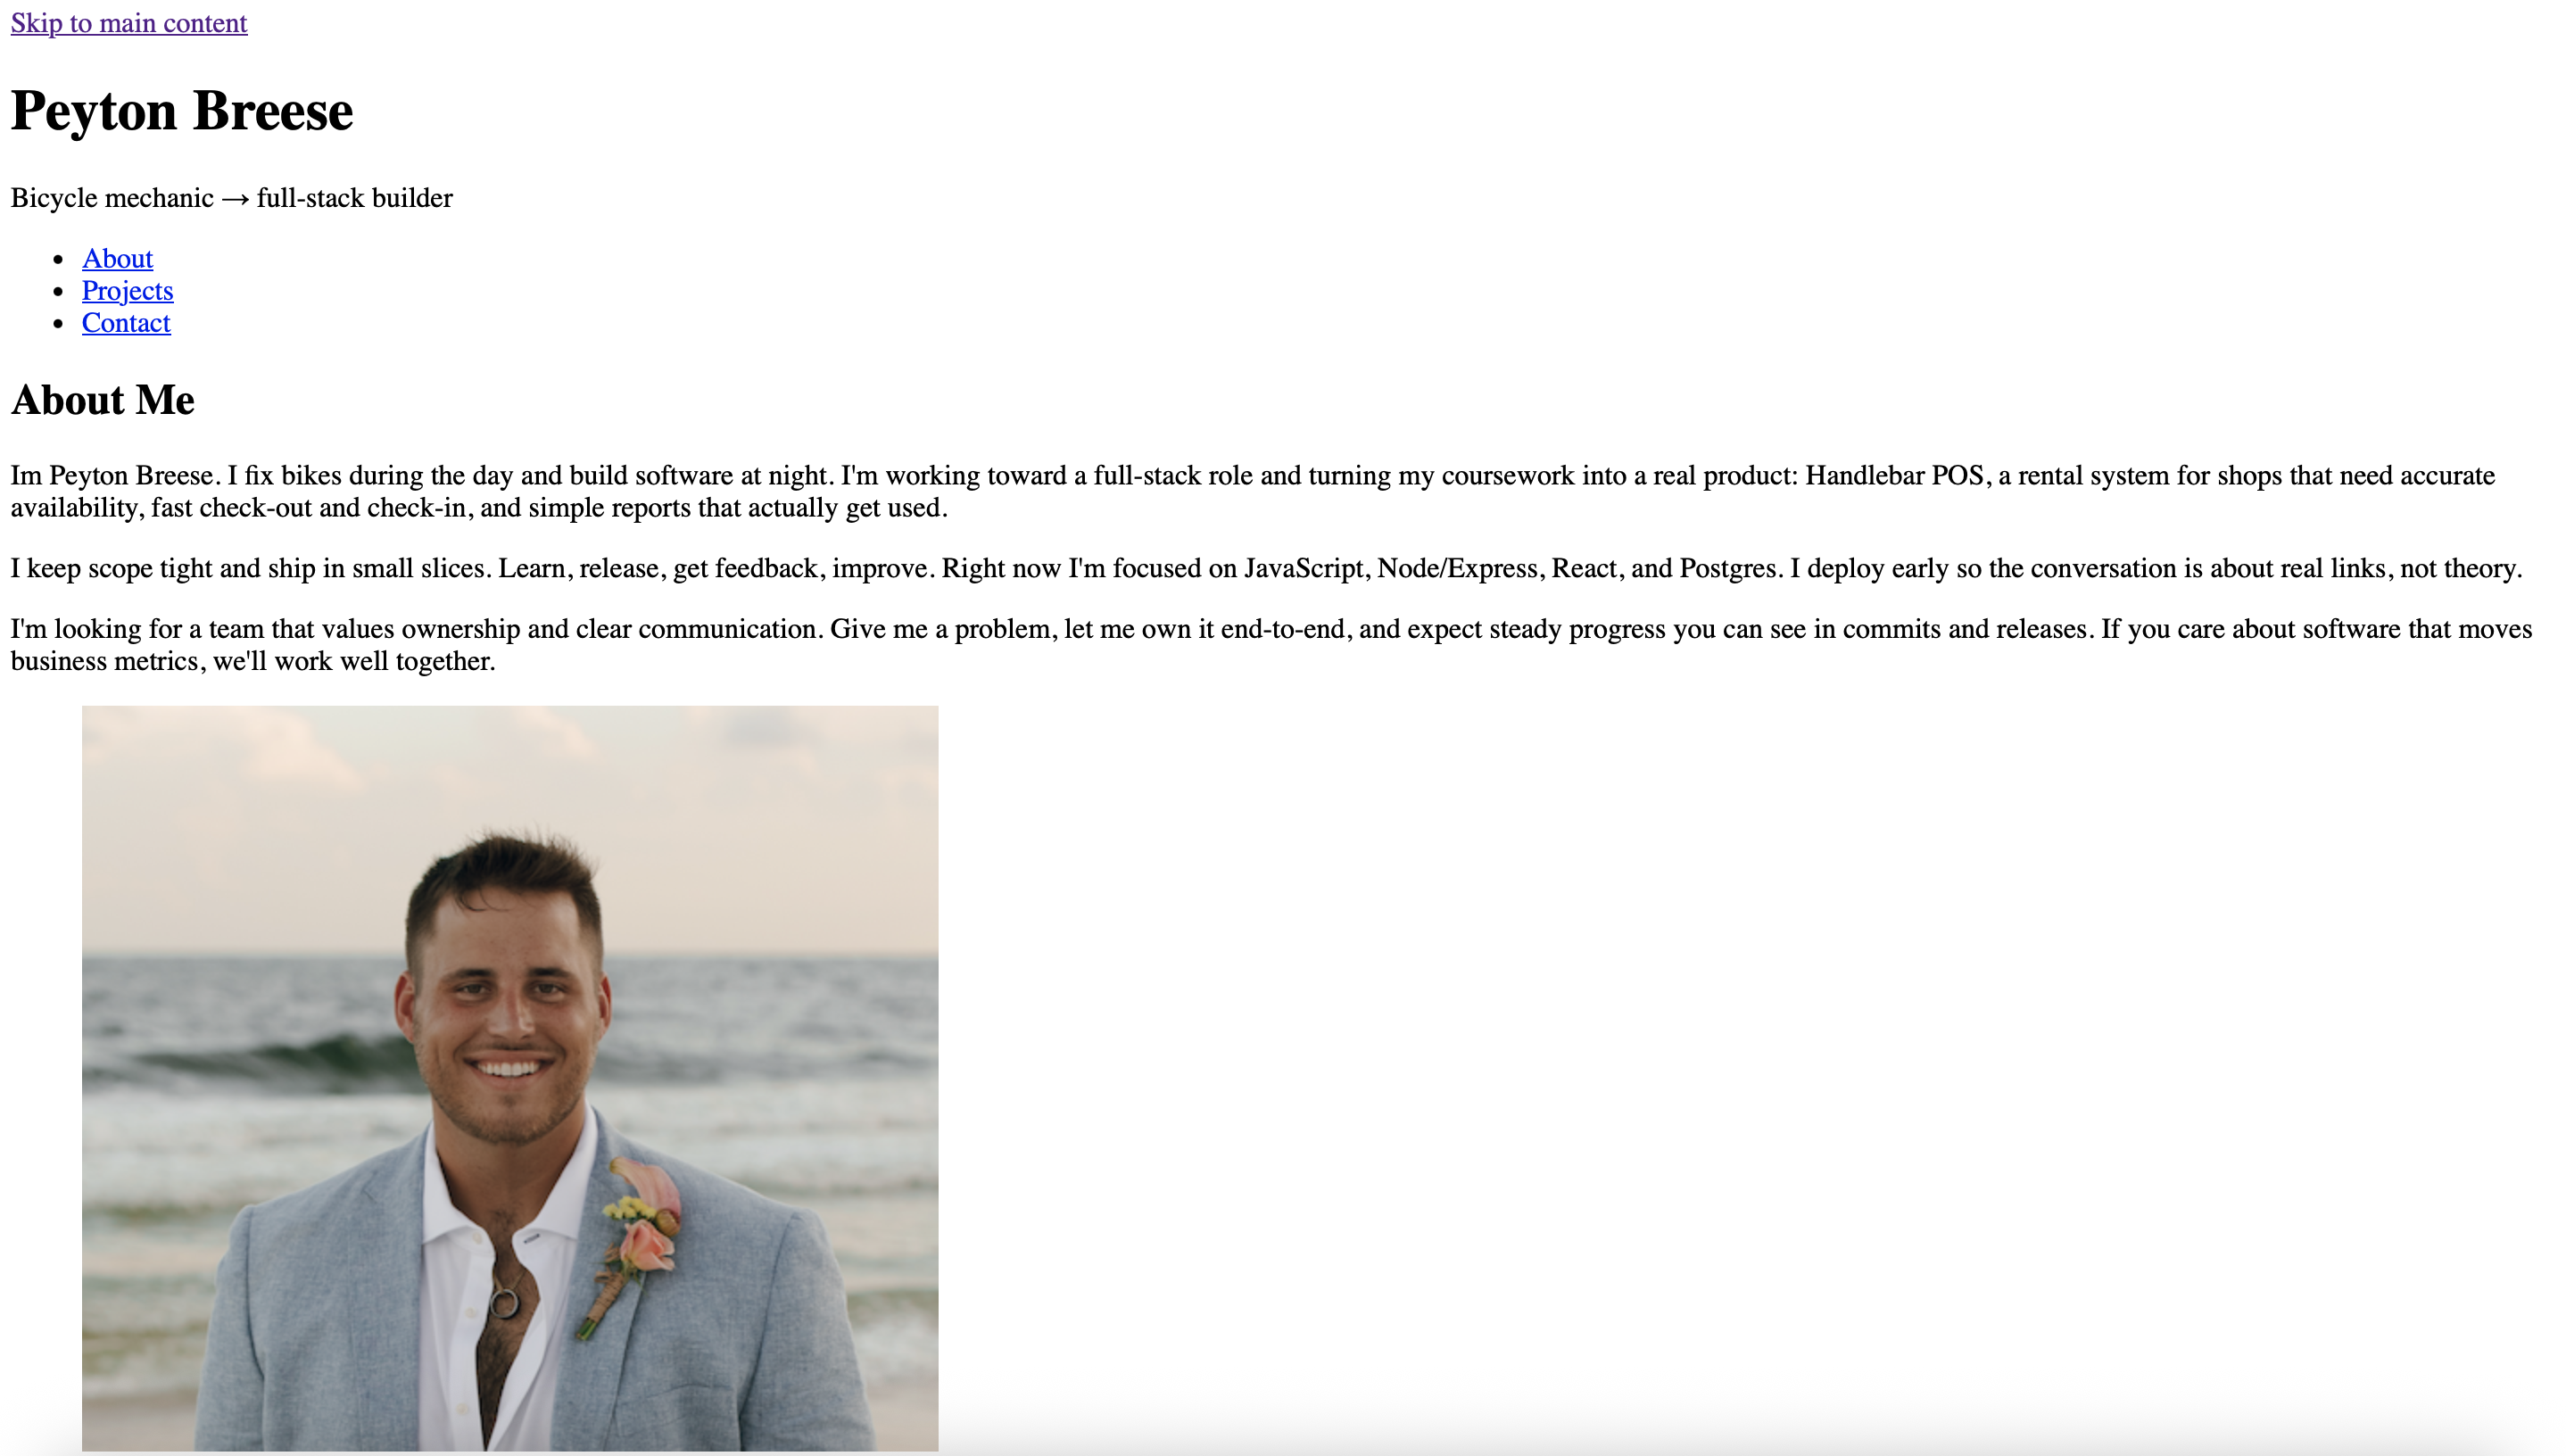 Skip to main content
Peyton Breese
Bicycle mechanic → full-stack builder
• About
• Projects
• Contact
About Me
Im Peyton Breese. I fix bikes during the day and build software at night. I'm working toward a full-stack role and turning my coursework into a real product: Handlebar POS, a rental system for shops that need accurate
availability, fast check-out and check-in, and simple reports that actually get used.
I keep scope tight and ship in small slices. Learn, release, get feedback, improve. Right now I'm focused on JavaScript, Node/Express, React, and Postgres. I deploy early so the conversation is about real links, not theory.
I'm looking for a team that values ownership and clear communication. Give me a problem, let me own it end-to-end, and expect steady progress you can see in commits and releases. If you care about software that moves
business metrics, we'll work well together.